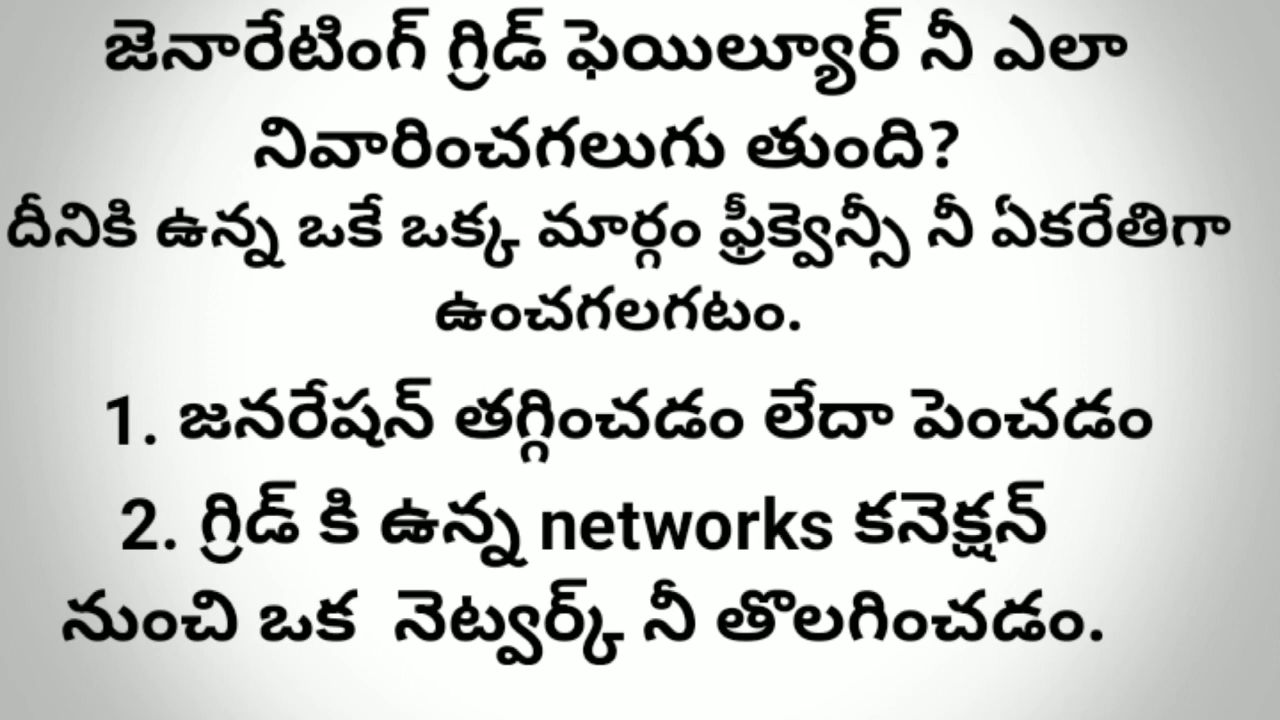 జెనారేటింగ్ గ్రిడ్ ఫెయిల్యూర్ నీ ఎలా
నివారించగలుగు తుంది?
దీనికి ఉన్న ఒకే ఒక్క మార్గం ఫ్రీక్వెన్సీ నీ ఏకరేతిగా
ఉంచగలగటం.
1. జనరేషన్ తగ్గించడం లేదా పెంచడం
2. గ్రిడ్ కి ఉన్న networks కనెక్షన్
నుంచి ఒక నెట్వర్క్ నీ తొలగించడం.